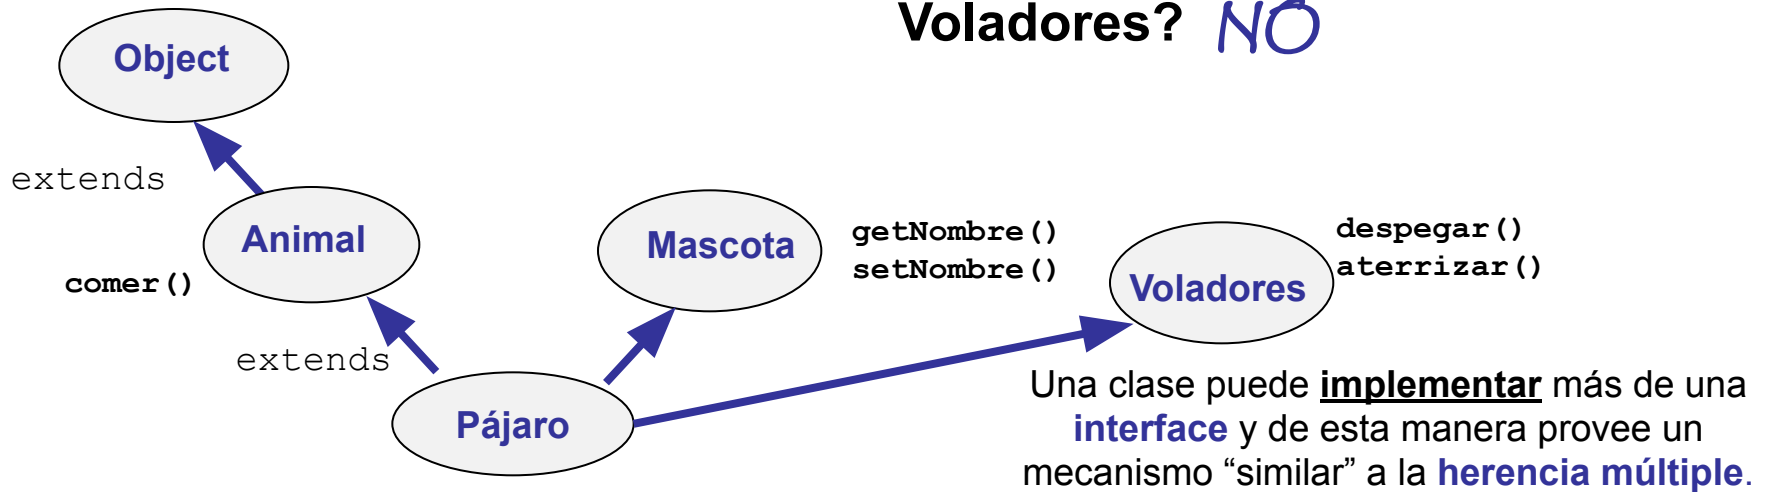 Voladores? NO
Object
extends
Animal
comer()
extends
Mascota
getNombre()
setNombre()
Voladores
despegar()
aterrizar()
Pájaro
Una clase puede implementar más de una
interface y de esta manera provee un
mecanismo “similar” a la herencia múltiple.